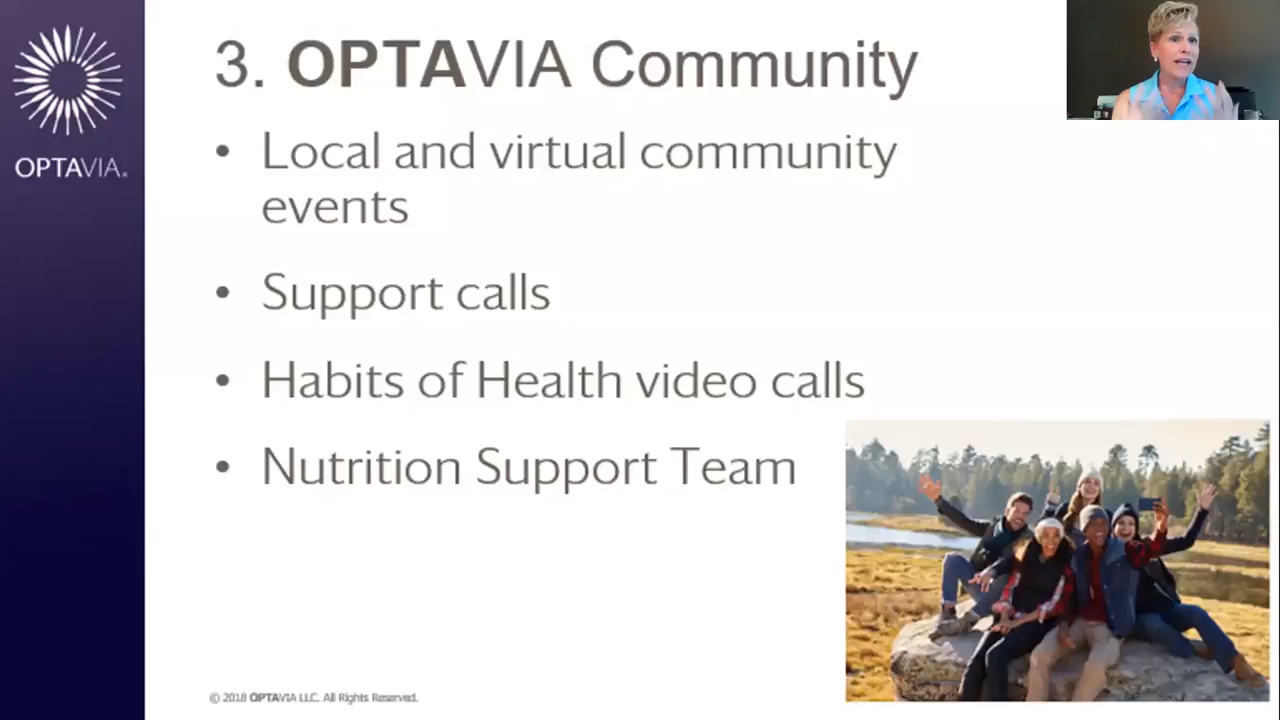 3. OPTAVIA Community
OPTAVIA®
• Local and virtual community
events
• Support calls
• Habits of Health video calls
• Nutrition Support Team
© 2018 OPTAVIA LLC. All Rights Reserved.